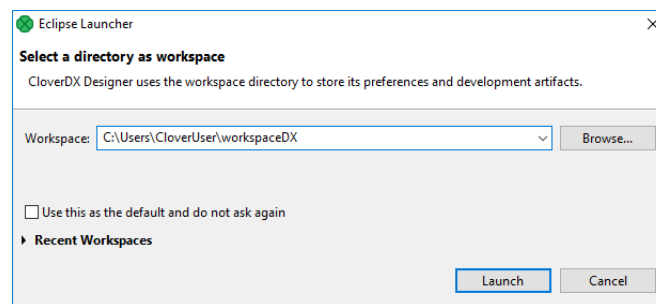 Eclipse Launcher
Select a directory as workspace
CloverDX Designer uses the workspace directory to store its preferences and development artifacts.
Workspace: C:\Users\CloverUser\workspaceDX Browse...
Use this as the default and do not ask again
Recent Workspaces
Launch Cancel